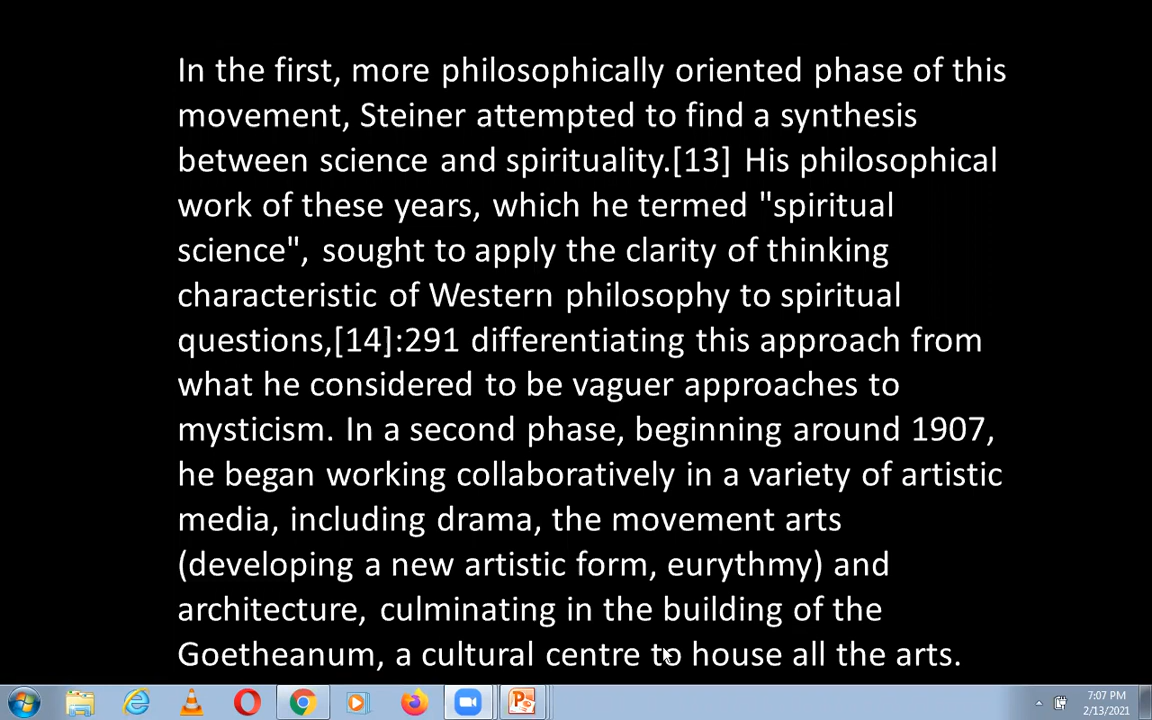 In the first, more philosophically oriented phase of this
movement, Steiner attempted to find a synthesis
between science and spirituality.[13] His philosophical
work of these years, which he termed "spiritual
science", sought to apply the clarity of thinking
characteristic of Western philosophy to spiritual
questions,[14]:291 differentiating this approach from
what he considered to be vaguer approaches to
mysticism. In a second phase, beginning around 1907,
he began working collaboratively in a variety of artistic
media, including drama, the movement arts
(developing a new artistic form, eurythmy) and
architecture, culminating in the building of the
Goetheanum, a cultural centre to house all the arts.
7:07 PM
2/13/2021